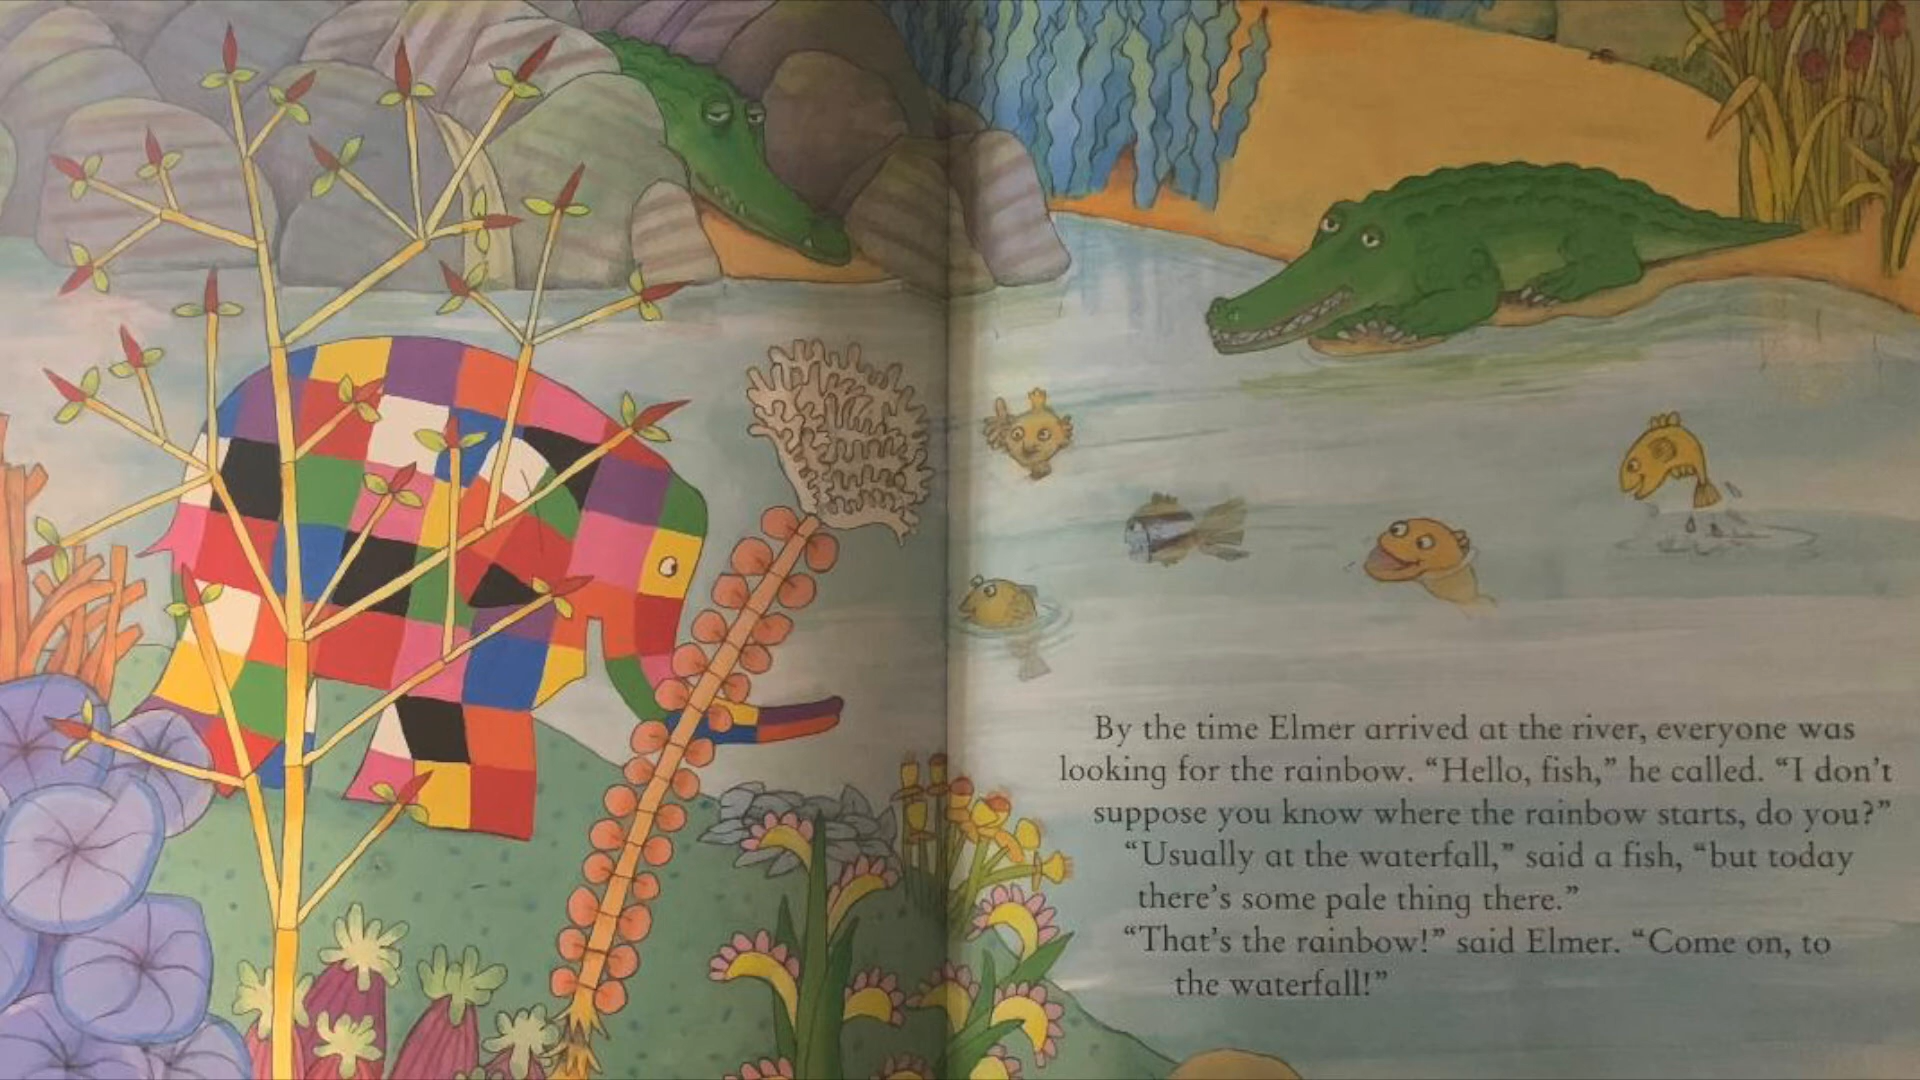 By the time Elmer arrived at the river, everyone was
looking for the rainbow. “Hello, fish,” he called. “I don’t
suppose you know where the rainbow starts, do you?”
“Usually at the waterfall,” said a fish, “but today
there’s some pale thing there.”
“That’s the rainbow!” said Elmer. “Come on, to
the waterfall!”